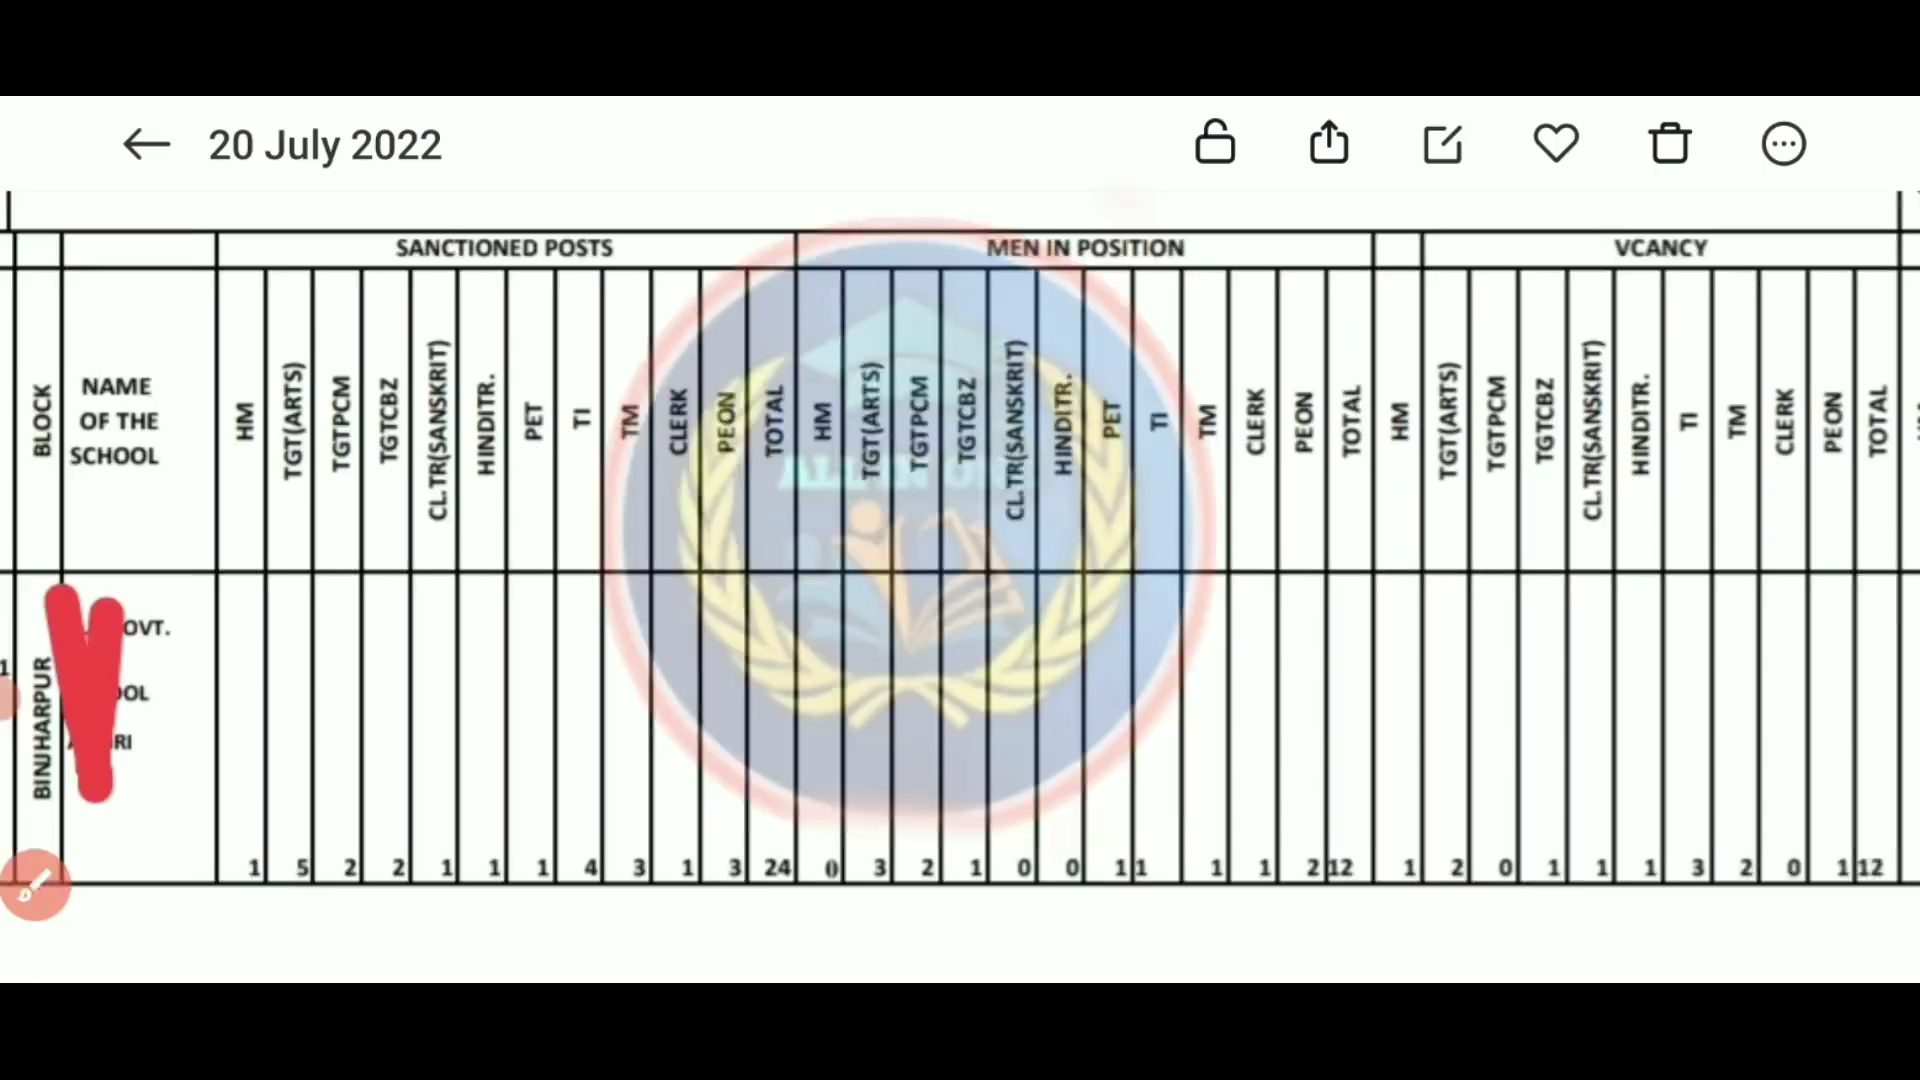 20 July 2022
SANCTIONED POSTS MEN IN POSITION VCANCY
BLOCK NAME OF THE SCHOOL HM TGT(ARTS) TGTPCM TGTCBZ CL.TR(SANSKRIT) HINDITR. PET TI TM CLERK PEON TOTAL HM TGT(ARTS) TGTPCM TGTCBZ CL.TR(SANSKRIT) HINDITR. PET TI TM CLERK PEON TOTAL HM TGT(ARTS) TGTPCM TGTCBZ CL.TR(SANSKRIT) HINDITR. TI TM CLERK PEON TOTAL
ALL IN
OVT.
1 BINJHARPUR OOL
RI
1 5 2 2 1 1 1 4 3 1 3 24 0 3 2 1 0 0 1 1 1 1 2 12 1 2 0 1 1 1 3 2 0 1 12